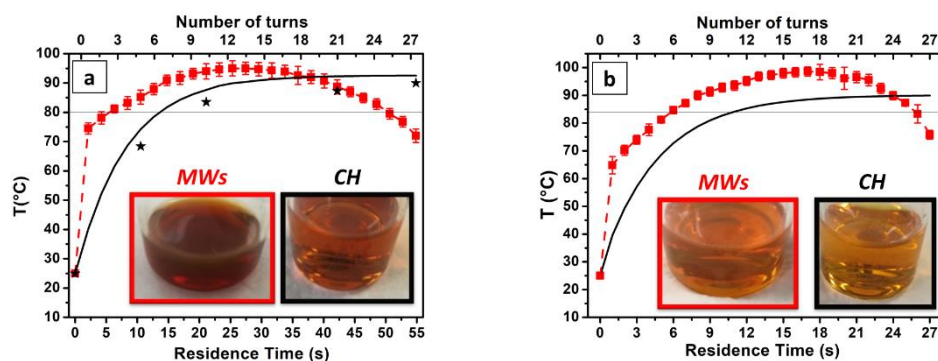 Number of turns
0 3 6 9 12 15 18 21 24 27
100
90
80
70
60
50
40
30
20
10
T(°C)
a
MWs CH
0 5 10 15 20 25 30 35 40 45 50 55
Residence Time (s)
Number of turns
0 3 6 9 12 15 18 21 24 27
100
90
80
70
60
50
40
30
20
10
T (°C)
b
MWs CH
0 3 6 9 12 15 18 21 24 27
Residence Time (s)